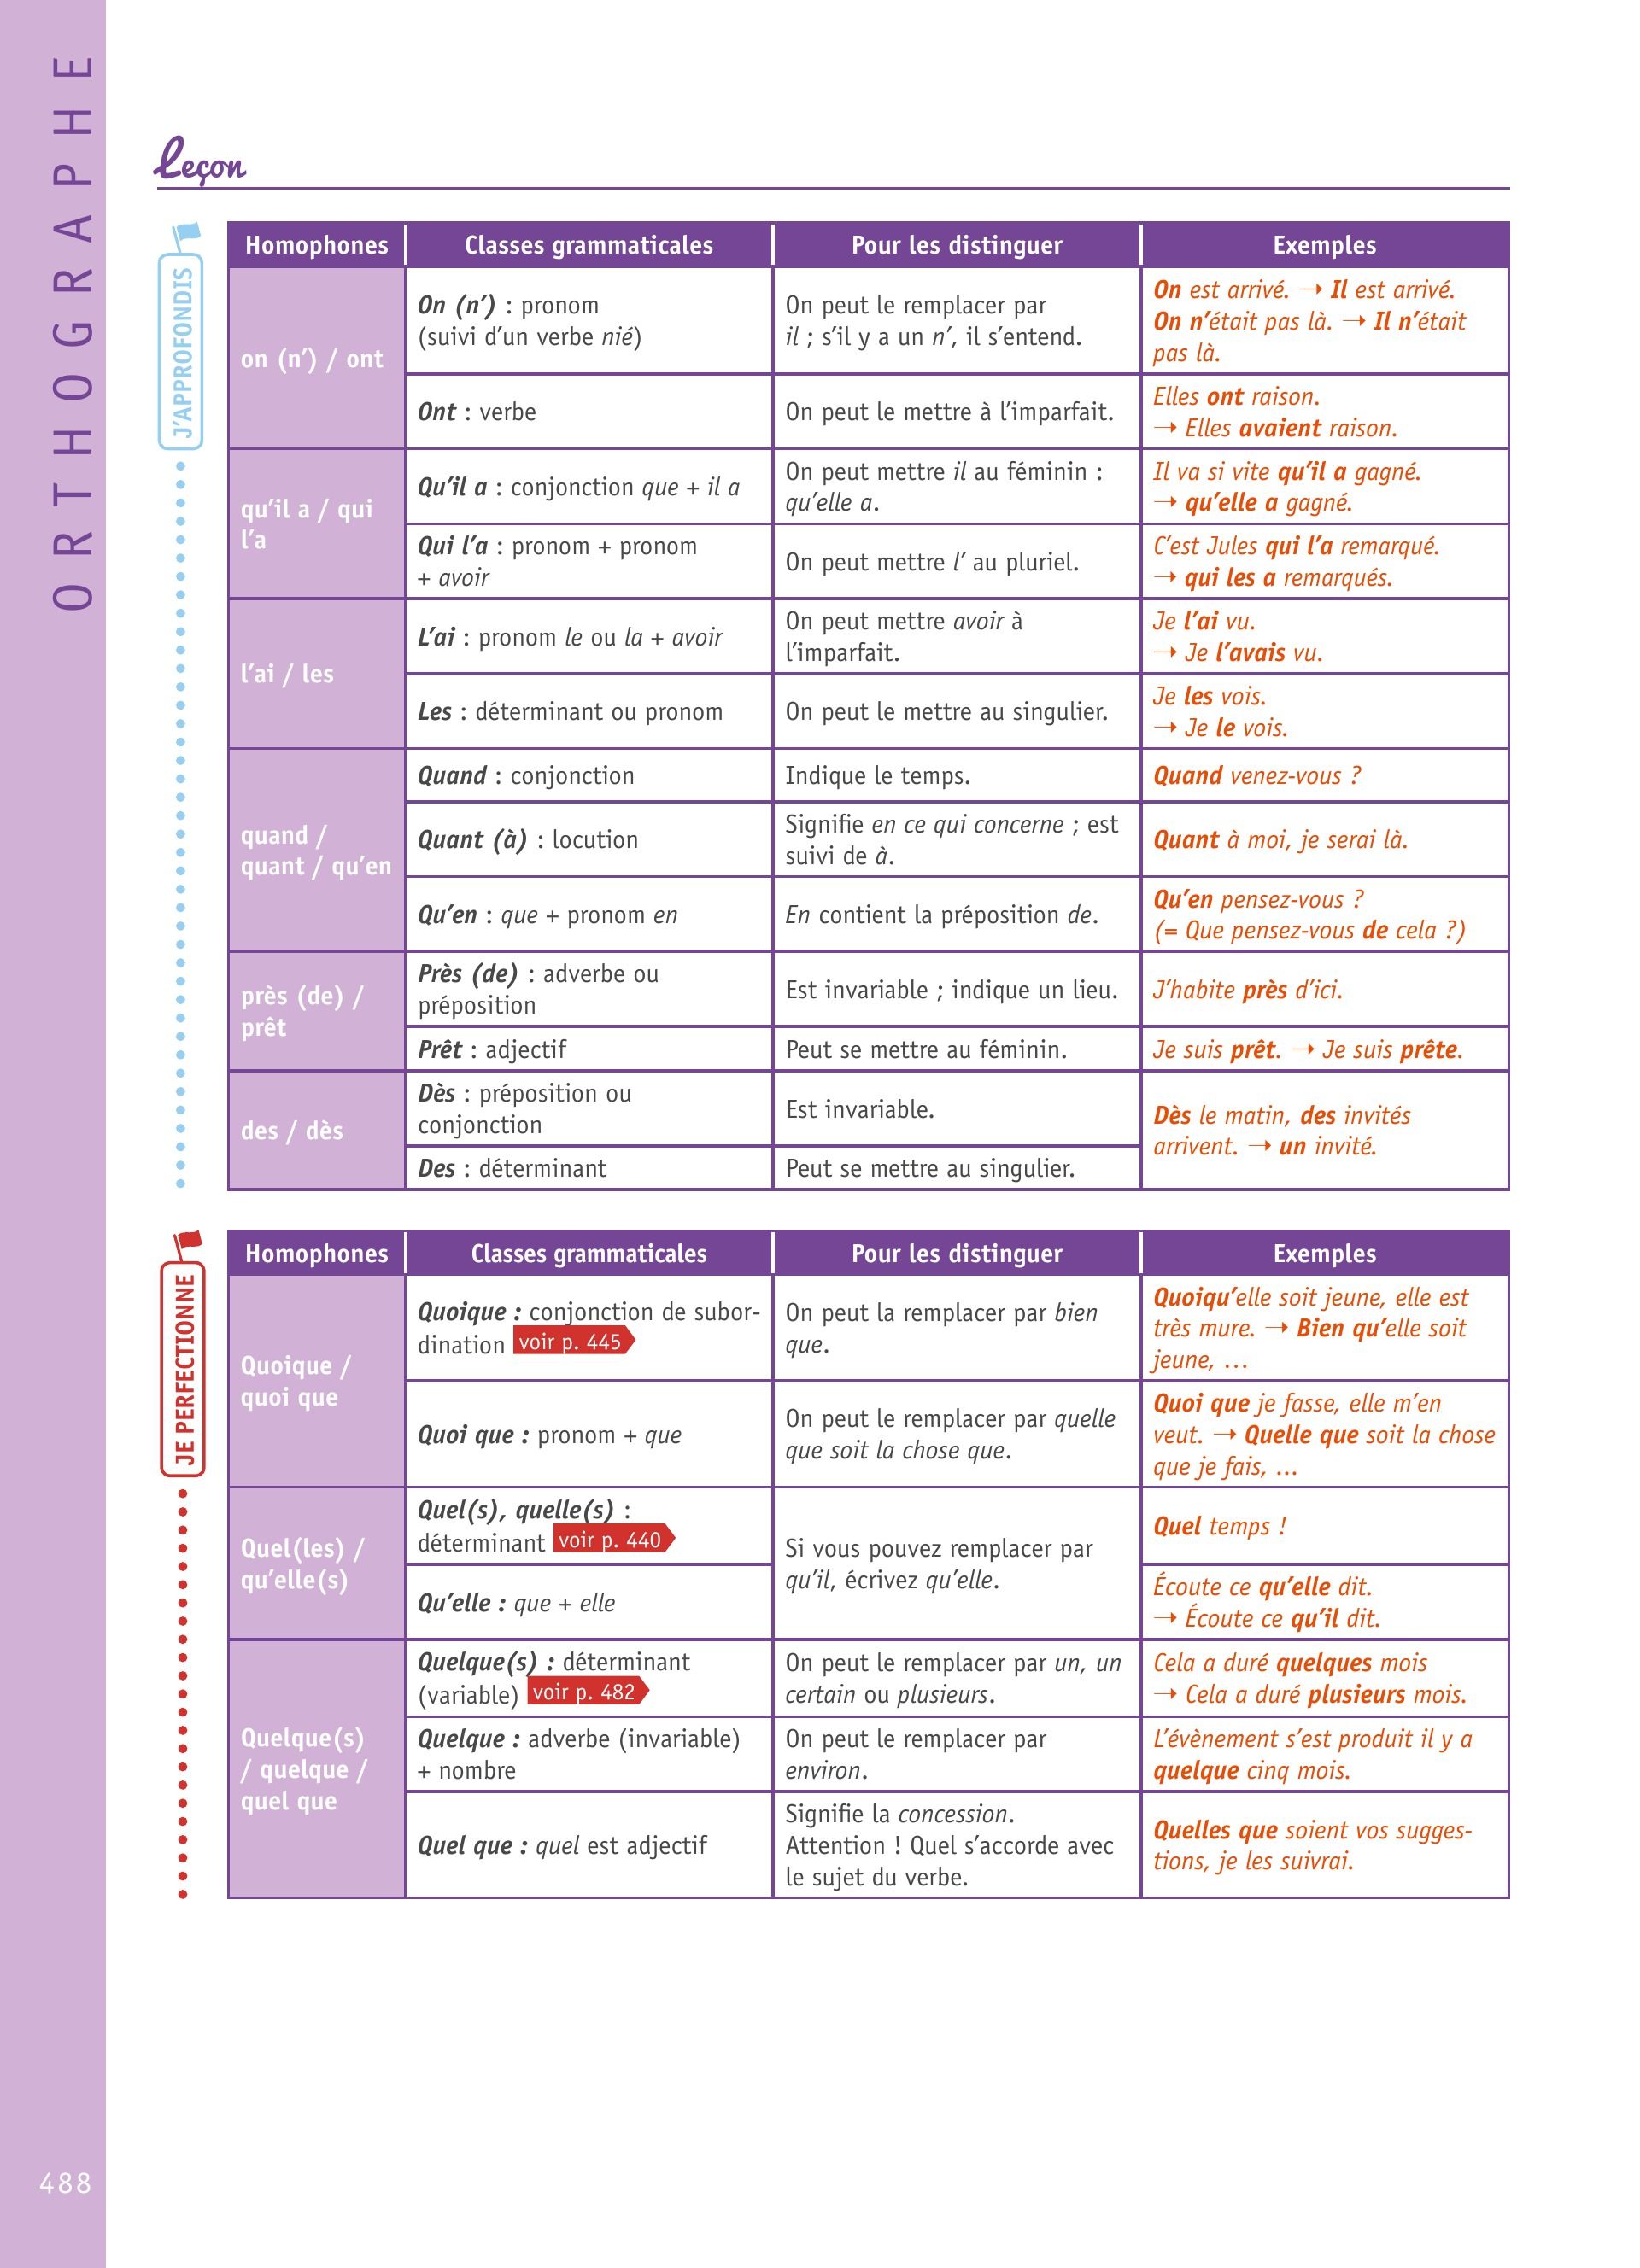 ORTHOGRAPHE
Leçon
J'APPROFONDIS
Homophones Classes grammaticales Pour les distinguer Exemples
on (n') / ont
On (n') : pronom
(suivi d'un verbe nié)
On peut le remplacer par
il ; s'il y a un n', il s'entend.
On est arrivé. → Il est arrivé.
On n'était pas là. → Il n'était
pas là.
Ont : verbe
On peut le mettre à l'imparfait.
Elles ont raison.
→ Elles avaient raison.
qu'il a / qui
l'a
Qu'il a : conjonction que + il a
On peut mettre il au féminin :
qu'elle a.
Il va si vite qu'il a gagné.
→ qu'elle a gagné.
Qui l'a : pronom + pronom
+ avoir
On peut mettre l' au pluriel.
C'est Jules qui l'a remarqué.
→ qui les a remarqués.
l'ai / les
L'ai : pronom le ou la + avoir
On peut mettre avoir à
l'imparfait.
Je l'ai vu.
→ Je l'avais vu.
Les : déterminant ou pronom
On peut le mettre au singulier.
Je les vois.
→ Je le vois.
quand /
quant / qu'en
Quand : conjonction
Indique le temps.
Quand venez-vous ?
Quant (à) : locution
Signifie en ce qui concerne ; est
suivi de à.
Quant à moi, je serai là.
Qu'en : que + pronom en
En contient la préposition de.
Qu'en pensez-vous ?
(= Que pensez-vous de cela ?)
près (de) /
prêt
Près (de) : adverbe ou
préposition
Est invariable ; indique un lieu.
J'habite près d'ici.
Prêt : adjectif
Peut se mettre au féminin.
Je suis prêt. → Je suis prête.
des / dès
Dès : préposition ou
conjonction
Est invariable.
Dès le matin, des invités
arrivent. → un invité.
Des : déterminant
Peut se mettre au singulier.
JE PERFECTIONNE
Homophones Classes grammaticales Pour les distinguer Exemples
Quoique /
quoi que
Quoique : conjonction de subor-
dination voir p. 445
On peut la remplacer par bien
que.
Quoiqu'elle soit jeune, elle est
très mure. → Bien qu'elle soit
jeune, …
Quoi que : pronom + que
On peut le remplacer par quelle
que soit la chose que.
Quoi que je fasse, elle m'en
veut. → Quelle que soit la chose
que je fais, ...
Quel(les) /
qu'elle(s)
Quel(s), quelle(s) :
déterminant voir p. 440
Si vous pouvez remplacer par
qu'il, écrivez qu'elle.
Quel temps !
Qu'elle : que + elle
Écoute ce qu'elle dit.
→ Écoute ce qu'il dit.
Quelque(s)
/ quelque /
quel que
Quelque(s) : déterminant
(variable) voir p. 482
On peut le remplacer par un, un
certain ou plusieurs.
Cela a duré quelques mois
→ Cela a duré plusieurs mois.
Quelque : adverbe (invariable)
+ nombre
On peut le remplacer par
environ.
L'évènement s'est produit il y a
quelque cinq mois.
Quel que : quel est adjectif
Signifie la concession.
Attention ! Quel s'accorde avec
le sujet du verbe.
Quelles que soient vos sugges-
tions, je les suivrai.
488